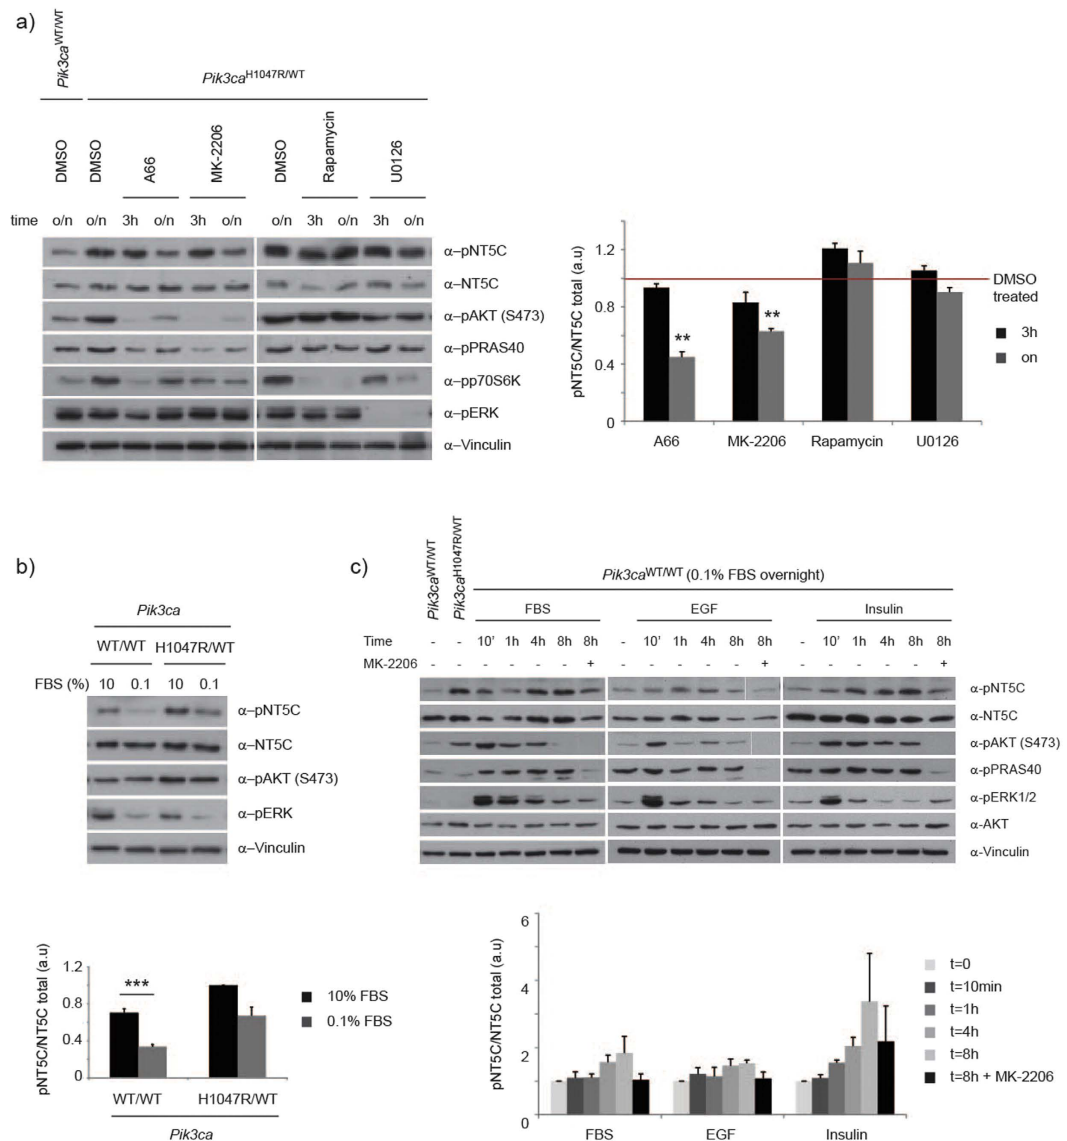 a)
Pik3ca^WT/WT
Pik3ca^H1047R/WT
DMSO DMSO A66 MK-2206 DMSO Rapamycin U0126
time o/n o/n 3h o/n 3h o/n o/n 3h o/n 3h o/n
α–pNT5C
α–NT5C
α–pAKT (S473)
α–pPRAS40
α–pp70S6K
α–pERK
α–Vinculin
pNT5C/NT5C total (a.u)
1.2
0.8
0.4
0
**
**
DMSO
treated
3h
on
A66 MK-2206 Rapamycin U0126
b)
Pik3ca
WT/WT H1047R/WT
FBS (%) 10 0.1 10 0.1
α–pNT5C
α–NT5C
α–pAKT (S473)
α–pERK
α–Vinculin
pNT5C/NT5C total (a.u)
1.2
0.8
0.4
0
***
10% FBS
0.1% FBS
WT/WT H1047R/WT
Pik3ca
c)
Pik3ca^WT/WT
Pik3ca^H1047R/WT
Pik3ca^WT/WT (0.1% FBS overnight)
FBS EGF Insulin
Time - - 10' 1h 4h 8h 8h - 10' 1h 4h 8h 8h - 10' 1h 4h 8h 8h
MK-2206 - - - - - - + - - - - - + - - - - - +
α-pNT5C
α-NT5C
α-pAKT (S473)
α-pPRAS40
α-pERK1/2
α-AKT
α-Vinculin
pNT5C/NT5C total (a.u)
6
4
2
0
t=0
t=10min
t=1h
t=4h
t=8h
t=8h + MK-2206
FBS EGF Insulin